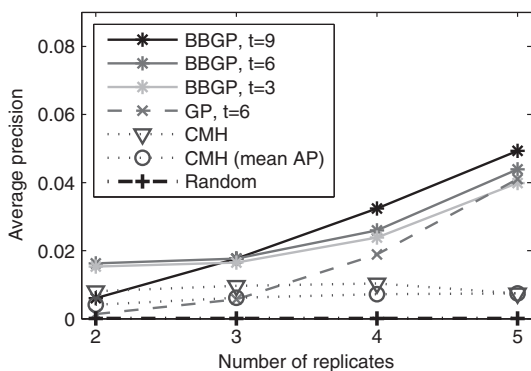 0.08
0.06
0.04
0.02
0
Average precision
BBGP, t=9
BBGP, t=6
BBGP, t=3
GP, t=6
CMH
CMH (mean AP)
Random
2 3 4 5
Number of replicates